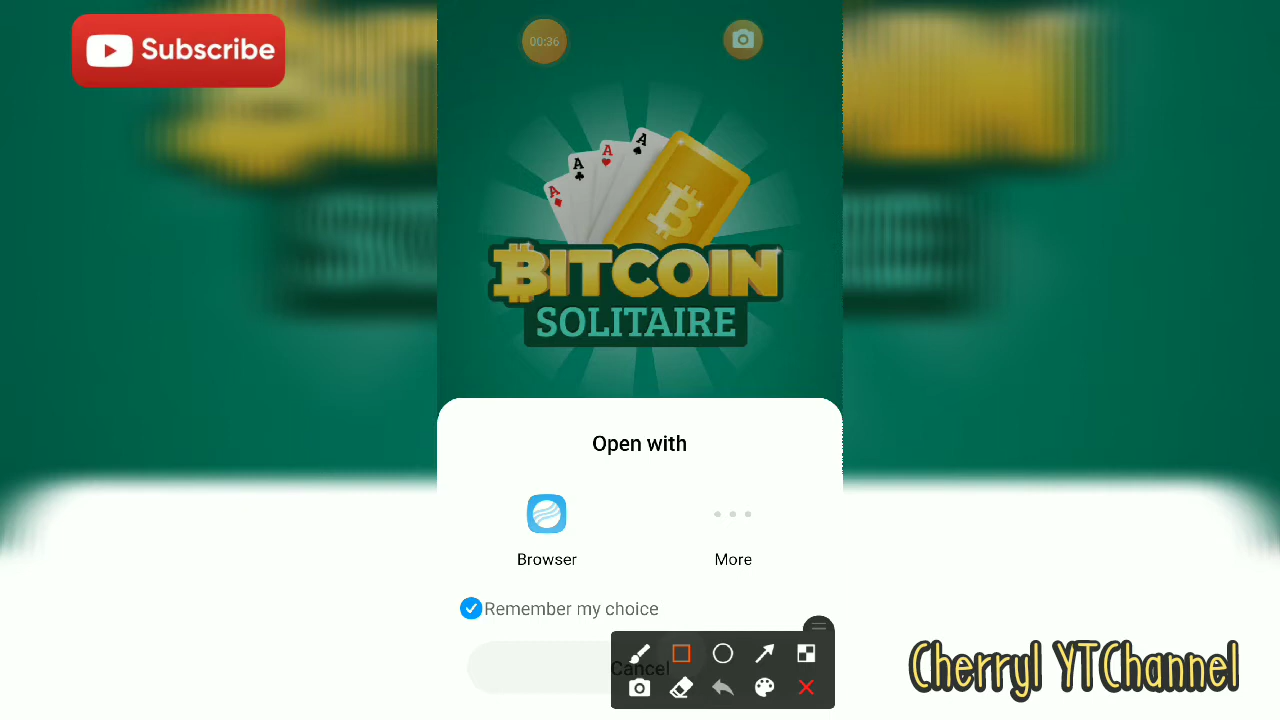 Subscribe
00:36
A
A
A
A
BITCOIN
SOLITAIRE
Open with
Browser
More
Remember my choice
Cancel
Cherryl YTChannel